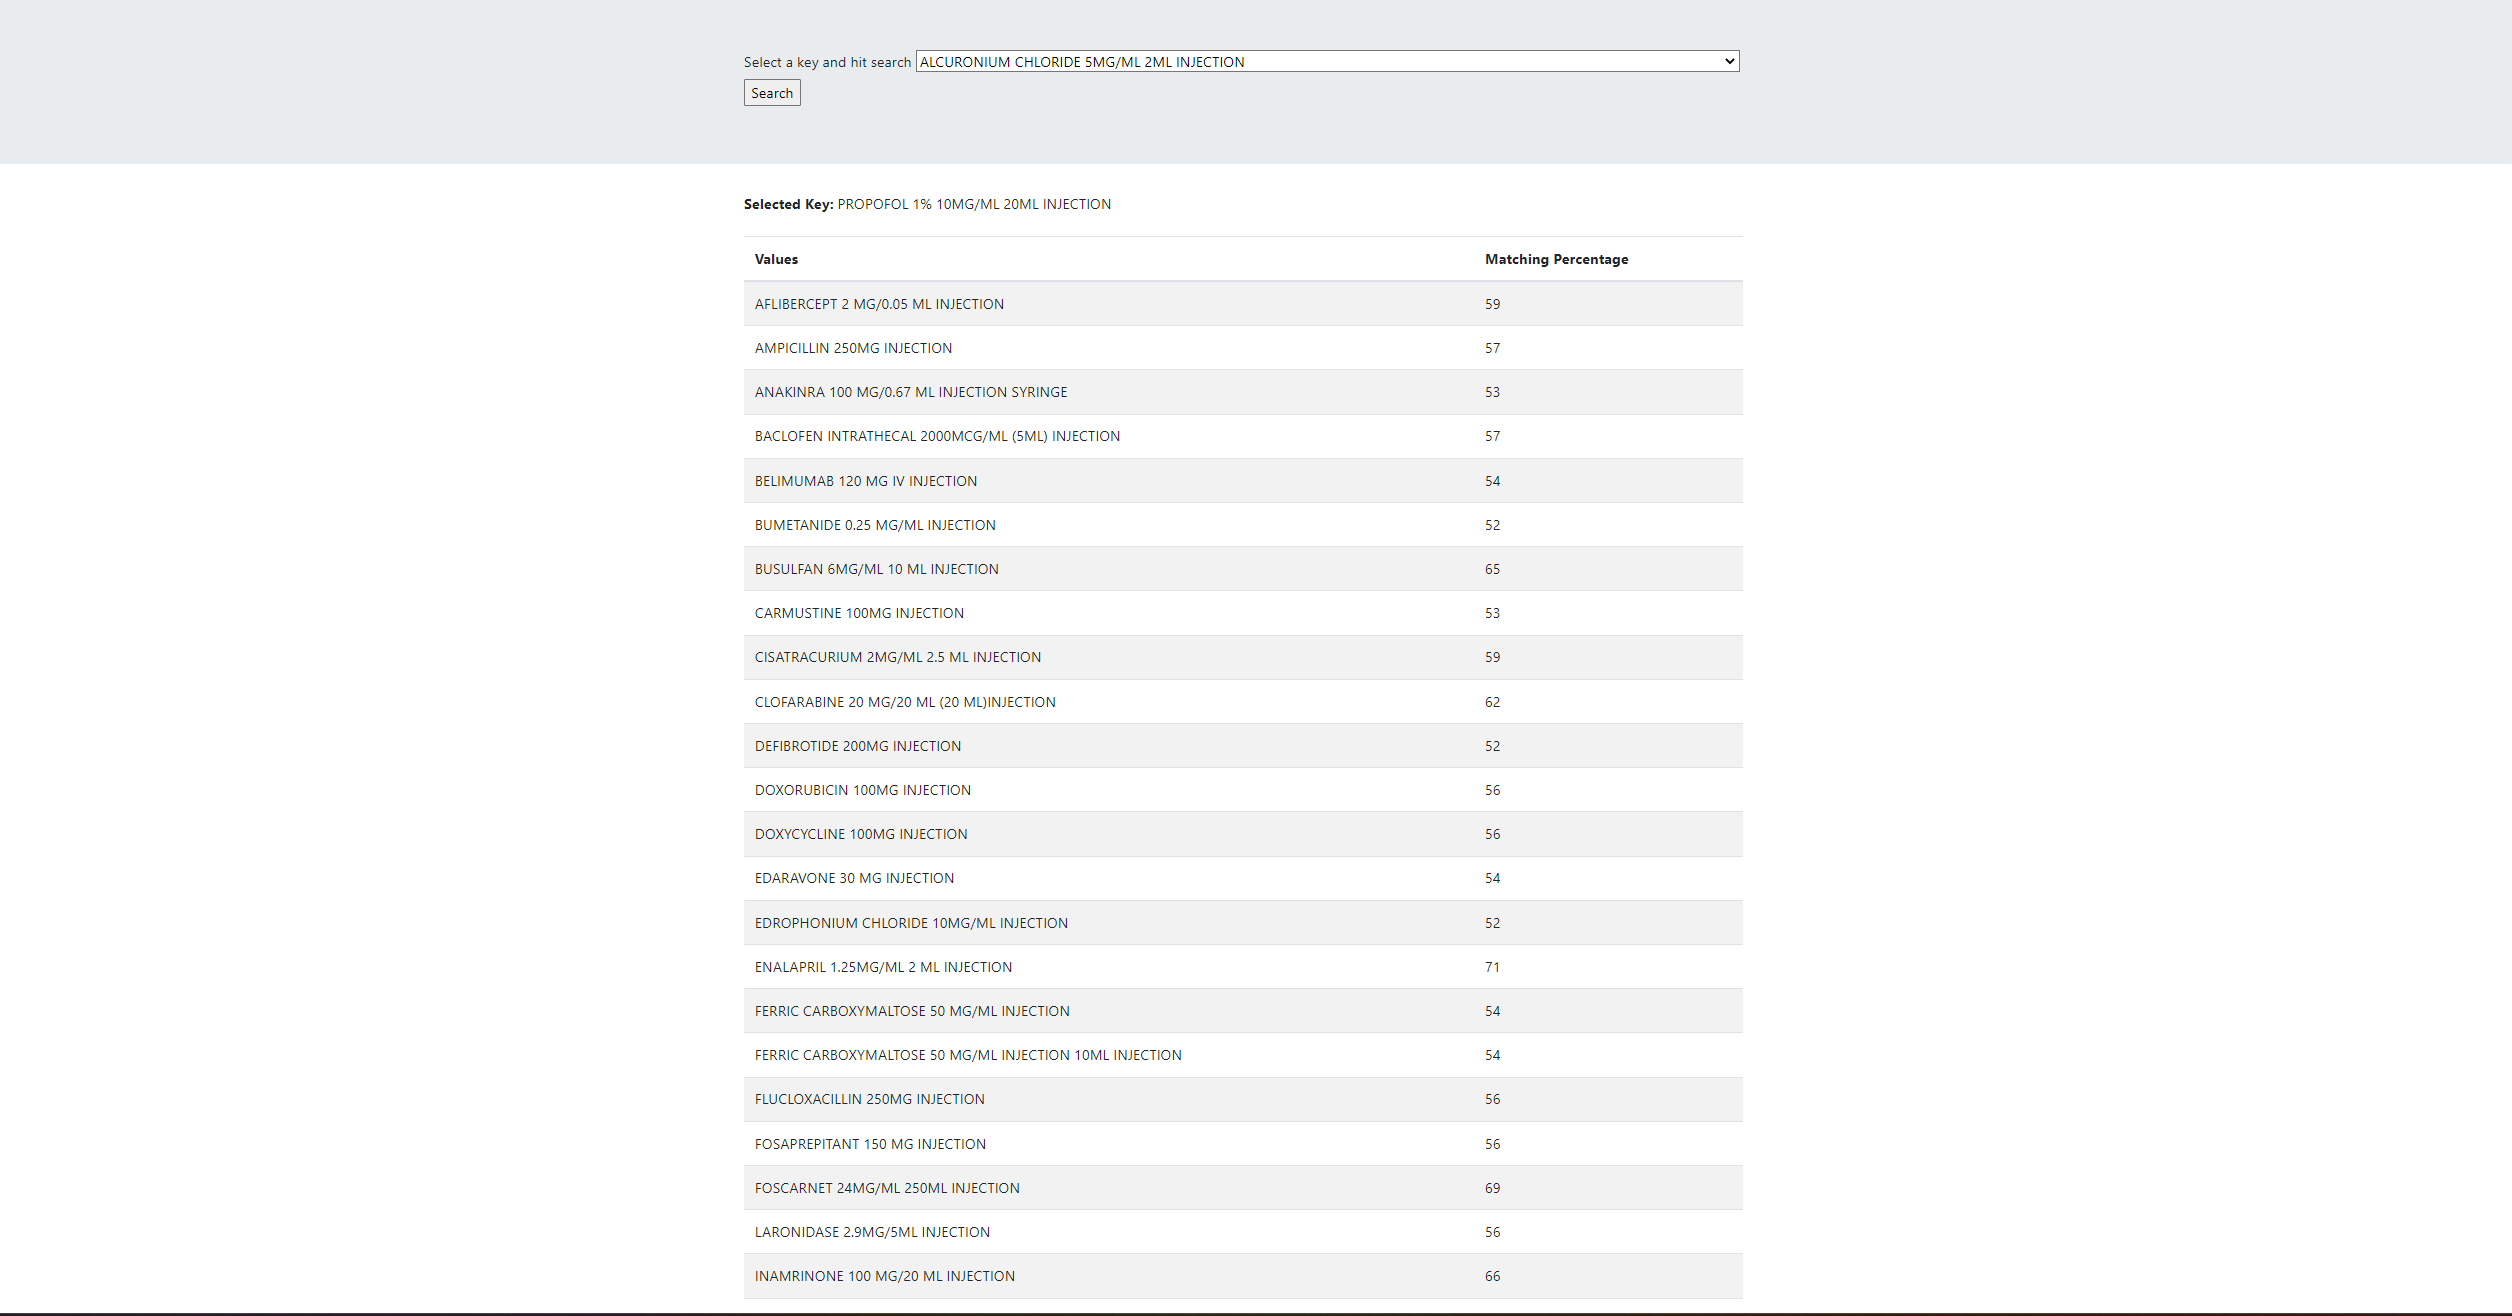 Select a key and hit search ALCURONIUM CHLORIDE 5MG/ML 2ML INJECTION
Search
Selected Key: PROPOFOL 1% 10MG/ML 20ML INJECTION
Values Matching Percentage
AFLIBERCEPT 2 MG/0.05 ML INJECTION 59
AMPICILLIN 250MG INJECTION 57
ANAKINRA 100 MG/0.67 ML INJECTION SYRINGE 53
BACLOFEN INTRATHECAL 2000MCG/ML (5ML) INJECTION 57
BELIMUMAB 120 MG IV INJECTION 54
BUMETANIDE 0.25 MG/ML INJECTION 52
BUSULFAN 6MG/ML 10 ML INJECTION 65
CARMUSTINE 100MG INJECTION 53
CISATRACURIUM 2MG/ML 2.5 ML INJECTION 59
CLOFARABINE 20 MG/20 ML (20 ML)INJECTION 62
DEFIBROTIDE 200MG INJECTION 52
DOXORUBICIN 100MG INJECTION 56
DOXYCYCLINE 100MG INJECTION 56
EDARAVONE 30 MG INJECTION 54
EDROPHONIUM CHLORIDE 10MG/ML INJECTION 52
ENALAPRIL 1.25MG/ML 2 ML INJECTION 71
FERRIC CARBOXYMALTOSE 50 MG/ML INJECTION 54
FERRIC CARBOXYMALTOSE 50 MG/ML INJECTION 10ML INJECTION 54
FLUCLOXACILLIN 250MG INJECTION 56
FOSAPREPITANT 150 MG INJECTION 56
FOSCARNET 24MG/ML 250ML INJECTION 69
LARONIDASE 2.9MG/5ML INJECTION 56
INAMRINONE 100 MG/20 ML INJECTION 66